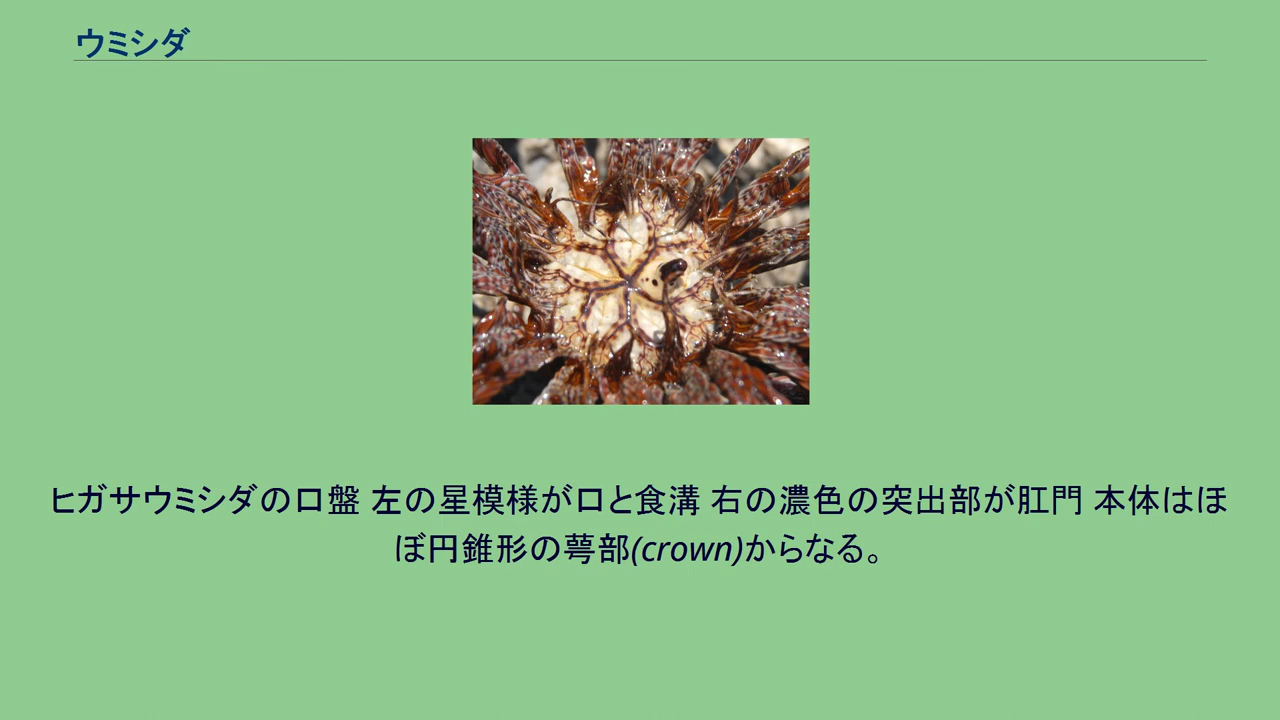 ウミシダ
ヒガサウミシダの口盤 左の星模様が口と食溝 右の濃色の突出部が肛門 本体はほ
ぼ円錐形の萼部(crown)からなる。